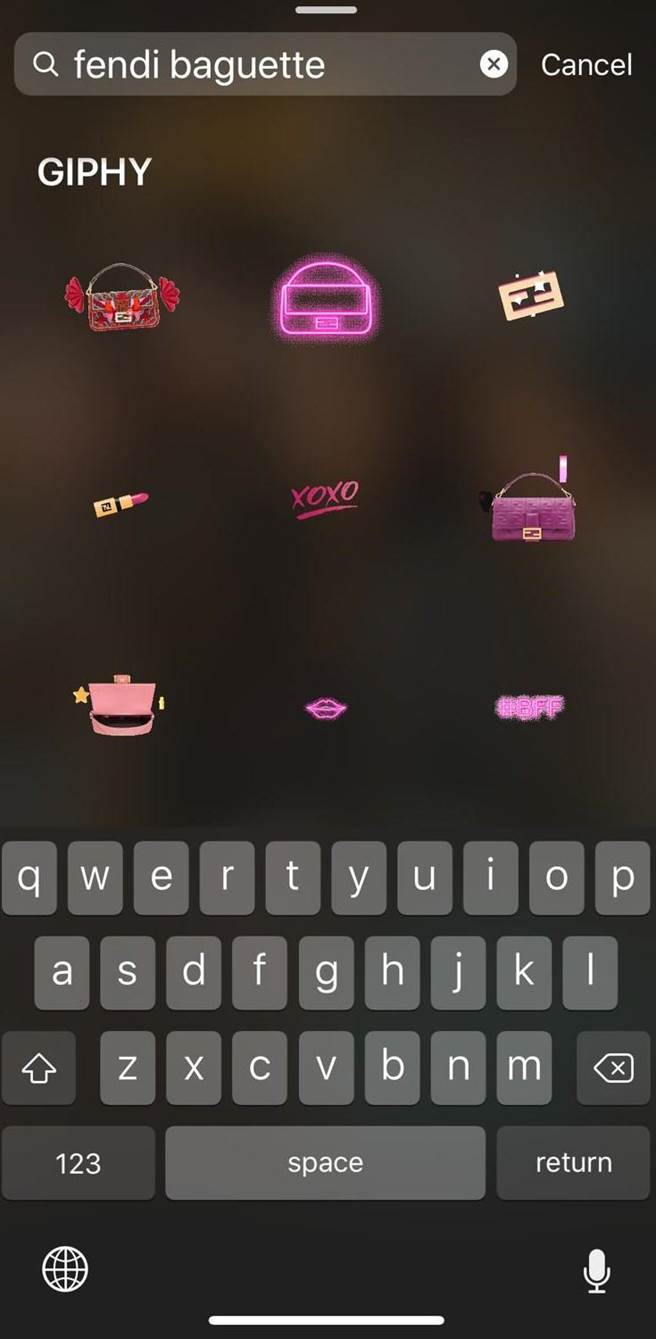 fendi baguette
Cancel
GIPHY
XOXO
#BFF
q w e r t y u i o p
a s d f g h j k l
z x c v b n m
123 space return